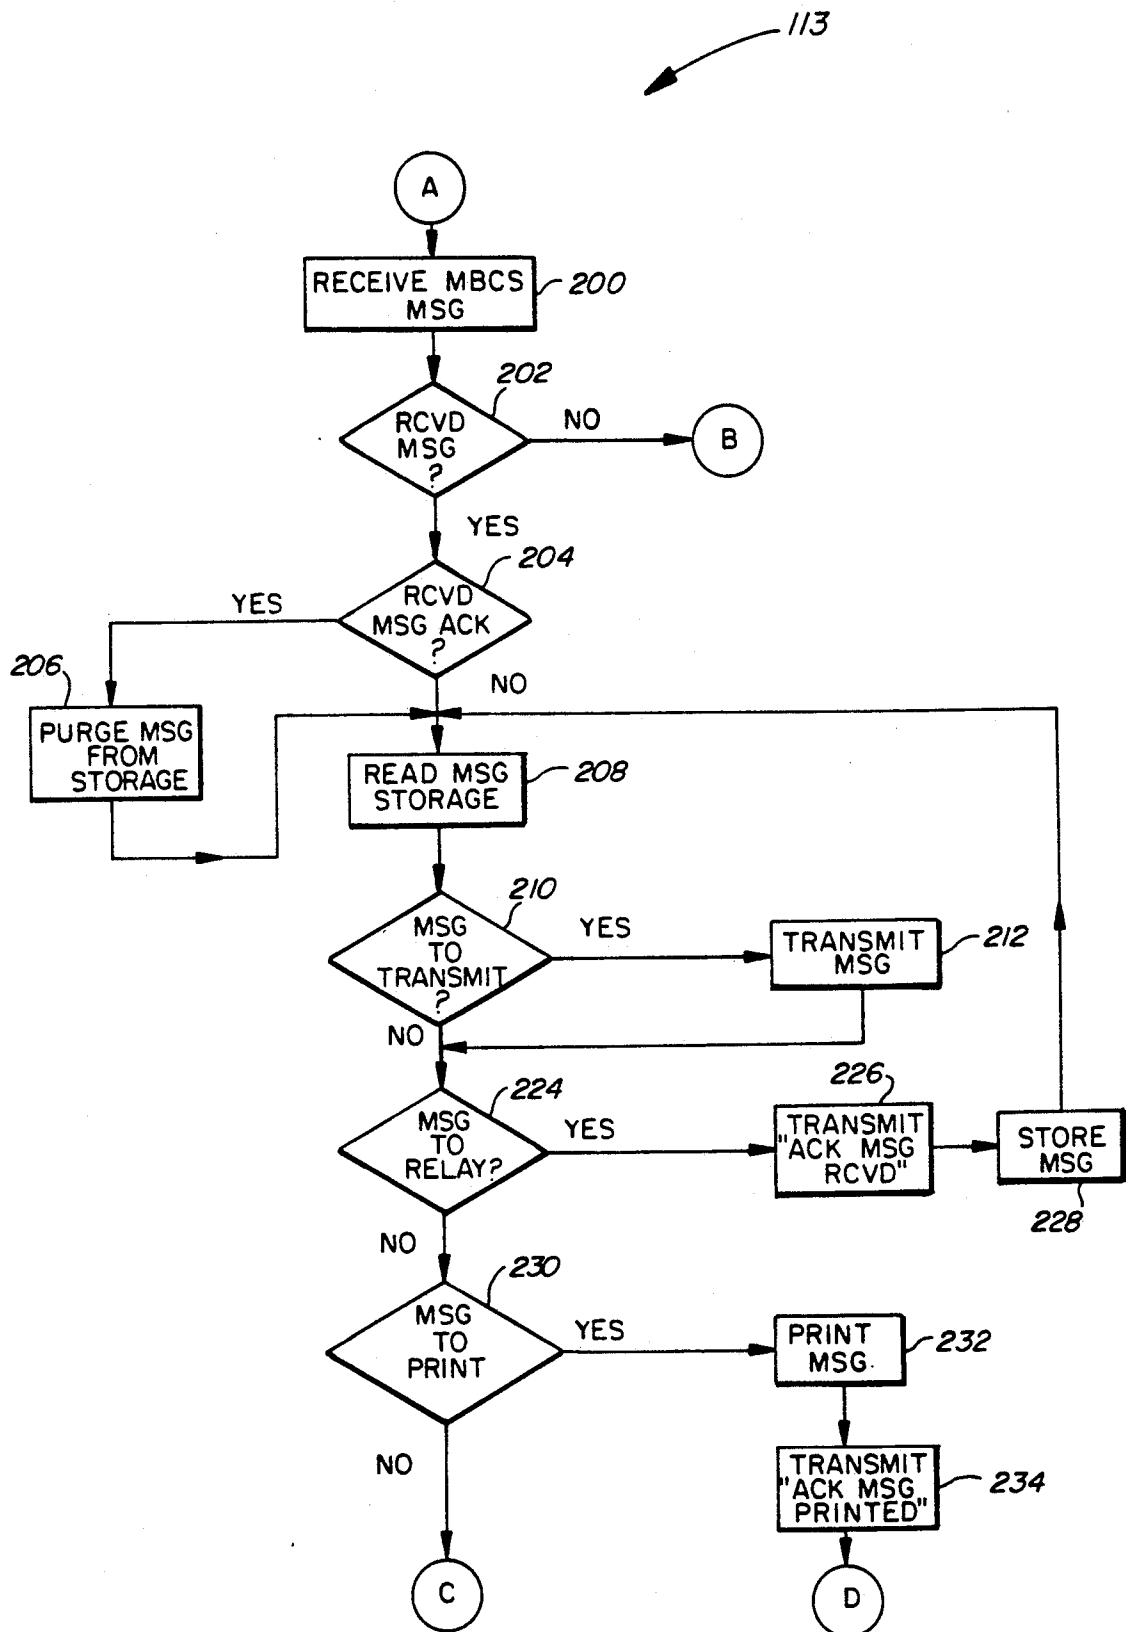 113
A
RECEIVE MBCS
MSG
200
202
RCVD
MSG
?
NO
B
YES
204
RCVD
MSG ACK
?
YES
NO
206
PURGE MSG
FROM
STORAGE
READ MSG
STORAGE
208
210
MSG
TO
TRANSMIT
?
YES
TRANSMIT
MSG
212
NO
224
MSG
TO
RELAY?
YES
226
TRANSMIT
"ACK MSG
RCVD"
STORE
MSG
228
NO
230
MSG
TO
PRINT
YES
PRINT
MSG.
232
NO
TRANSMIT
"ACK MSG
PRINTED"
234
C
D